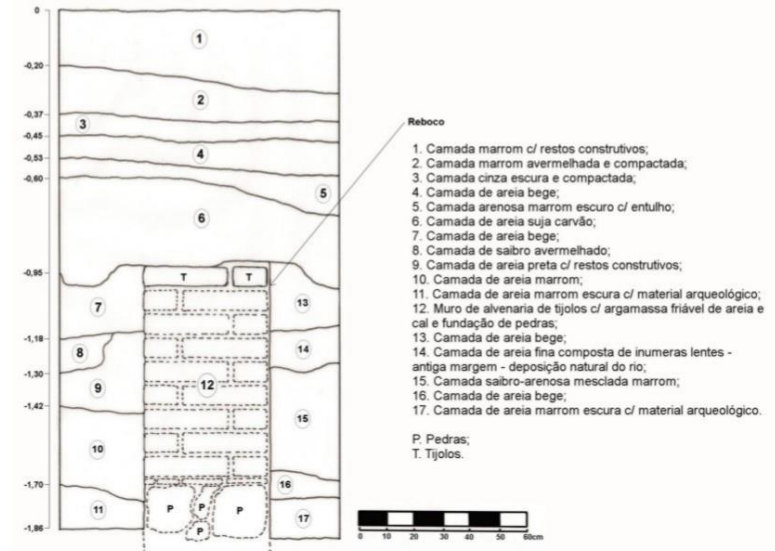 0
-0,20
-0,37
-0,45
-0,53
-0,60
-0,95
-1,18
-1,30
-1,42
-1,70
-1,86
1
2
3
4
5
6
T T
7
13
8
14
9
12
15
10
16
11
P P P
P
17
Reboco
1. Camada marrom c/ restos construtivos;
2. Camada marrom avermelhada e compactada;
3. Camada cinza escura e compactada;
4. Camada de areia bege;
5. Camada arenosa marrom escuro c/ entulho;
6. Camada de areia suja carvão;
7. Camada de areia bege;
8. Camada de saibro avermelhado;
9. Camada de areia preta c/ restos construtivos;
10. Camada de areia marrom;
11. Camada de areia marrom escura c/ material arqueológico;
12. Muro de alvenaria de tijolos c/ argamassa friável de areia e
cal e fundação de pedras;
13. Camada de areia bege;
14. Camada de areia fina composta de inumeras lentes -
antiga margem - deposição natural do rio;
15. Camada saibro-arenosa mesclada marrom;
16. Camada de areia bege;
17. Camada de areia marrom escura c/ material arqueológico.
P. Pedras;
T. Tijolos.
0 10 20 30 40 50 60cm